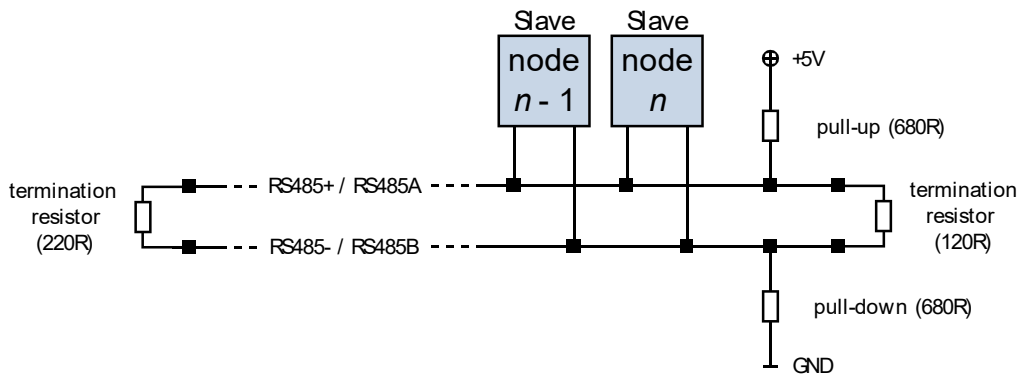 Slave
node
n - 1
Slave
node
n
+5V
pull-up (680R)
termination
resistor
(220R)
RS485+ / RS485A
RS485- / RS485B
termination
resistor
(120R)
pull-down (680R)
GND